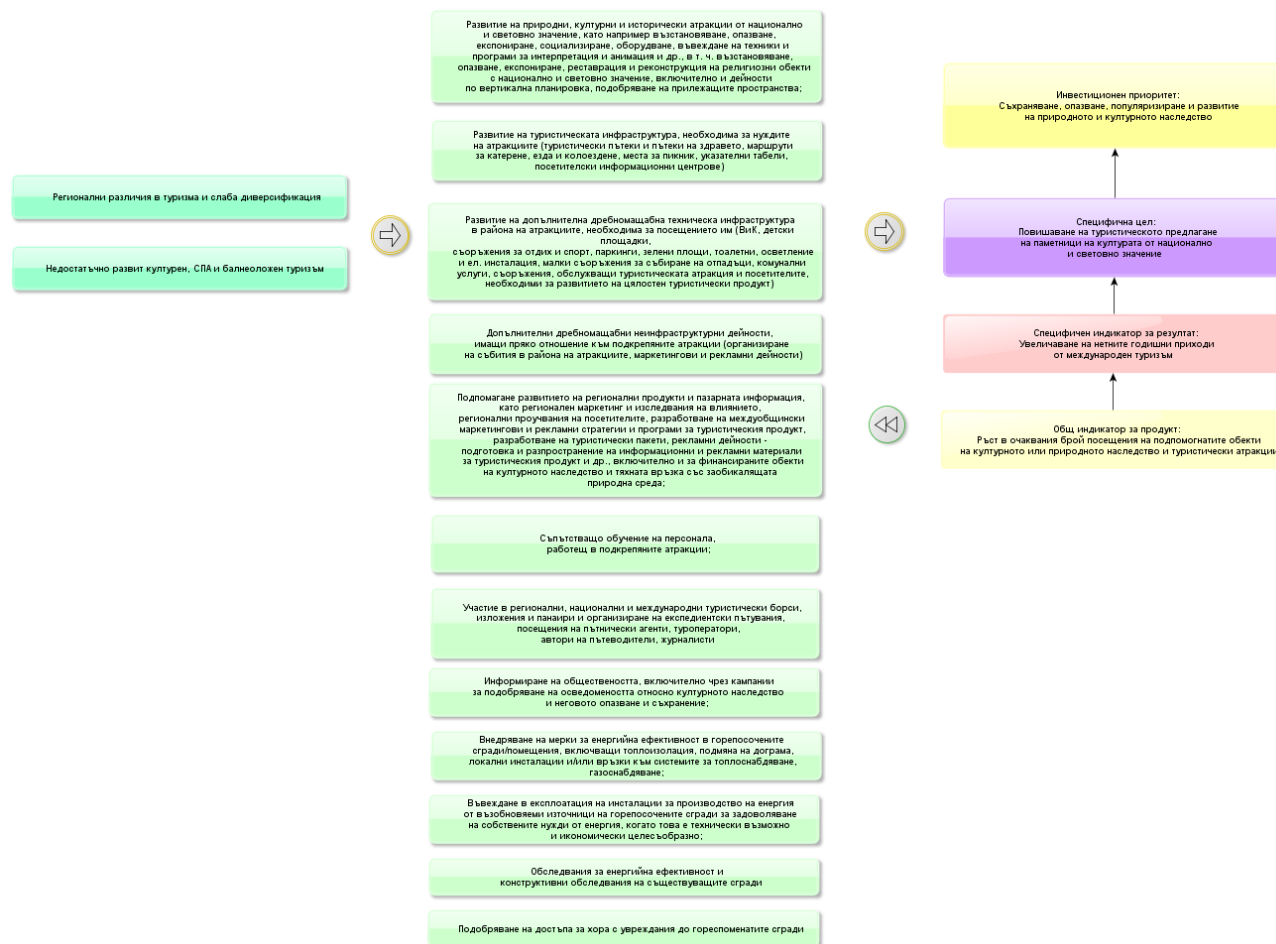 Регионални различия в туризма и слаба диверсификация
Недостатъчно развит културен, СПА и балнеоложен туризъм
Развитие на природни, културни и исторически атракции от национално
и световно значение, като например възстановяване, опазване,
експониране, социализиране, оборудване, въвеждане на техники и
програми за интерпретация и анимация и др., в т. ч. възстановяване,
опазване, експониране, реставрация и реконструкция на религиозни обекти
с национално и световно значение, включително и дейности
по вертикална планировка, подобряване на прилежащите пространства;
Развитие на туристическата инфраструктура, необходима за нуждите
на атракциите (туристически пътеки и пътеки на здравето, маршрути
за катерене, езда и колоездене, места за пикник, указателни табели,
посетителски информационни центрове)
Развитие на допълнителна дребномащабна техническа инфраструктура
в района на атракциите, необходима за посещението им (ВиК, детски
площадки,
съоръжения за отдих и спорт, паркинги, зелени площи, тоалетни, осветление
и ел. инсталация, малки съоръжения за събиране на отпадъци, комунални
услуги, съоръжения, обслужващи туристическата атракция и посетителите,
необходими за развитието на цялостен туристически продукт)
Допълнителни дребномащабни неинфраструктурни дейности,
имащи пряко отношение към подкрепяните атракции (организиране
на събития в района на атракциите, маркетингови и рекламни дейности)
Подпомагане развитието на регионални продукти и пазарната информация,
като регионален маркетинг и изследвания на влиянието,
регионални проучвания на посетителите, разработване на междуобщински
маркетингови и рекламни стратегии и програми за туристическия продукт,
разработване на туристически пакети, рекламни дейности -
подготовка и разпространение на информационни и рекламни материали
за туристическия продукт и др., включително и за финансираните обекти
на културното наследство и тяхната връзка със заобикалящата
природна среда;
Съпътстващо обучение на персонала,
работещ в подкрепяните атракции;
Участие в регионални, национални и международни туристически борси,
изложения и панаири и организиране на експедиентски пътувания,
посещения на пътнически агенти, туроператори,
автори на пътеводители, журналисти
Информиране на обществеността, включително чрез кампании
за подобряване на осведомеността относно културното наследство
и неговото опазване и съхранение;
Внедряване на мерки за енергийна ефективност в горепосочените
сгради/помещения, включващи топлоизолация, подмяна на дограма,
локални инсталации и/или връзки към системите за топлоснабдяване,
газоснабдяване;
Въвеждане в експлоатация на инсталации за производство на енергия
от възобновяеми източници на горепосочените сгради за задоволяване
на собствените нужди от енергия, когато това е технически възможно
и икономически целесъобразно;
Обследвания за енергийна ефективност и
конструктивни обследвания на съществуващите сгради
Подобряване на достъпа за хора с увреждания до гореспоменатите сгради
Инвестиционен приоритет:
Съхраняване, опазване, популяризиране и развитие
на природното и културното наследство
Специфична цел:
Повишаване на туристическото предлагане
на паметници на културата от национално
и световно значение
Специфичен индикатор за резултат:
Увеличаване на нетните годишни приходи
от международен туризъм
Общ индикатор за продукт:
Ръст в очаквания брой посещения на подпомогнатите обекти
на културното или природното наследство и туристически атракции